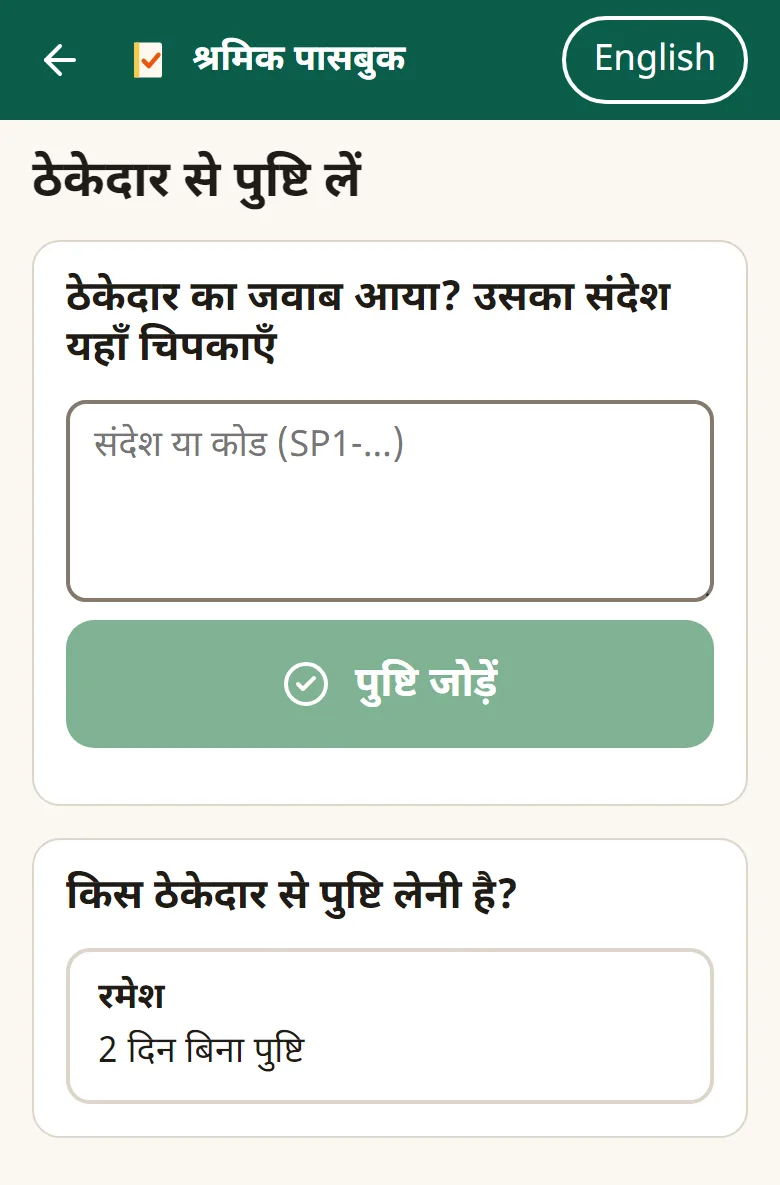 श्रमिक पासबुक
English
ठेकेदार से पुष्टि लें
ठेकेदार का जवाब आया? उसका संदेश
यहाँ चिपकाएँ
संदेश या कोड (SP1-...)
पुष्टि जोड़ें
किस ठेकेदार से पुष्टि लेनी है?
रमेश
2 दिन बिना पुष्टि